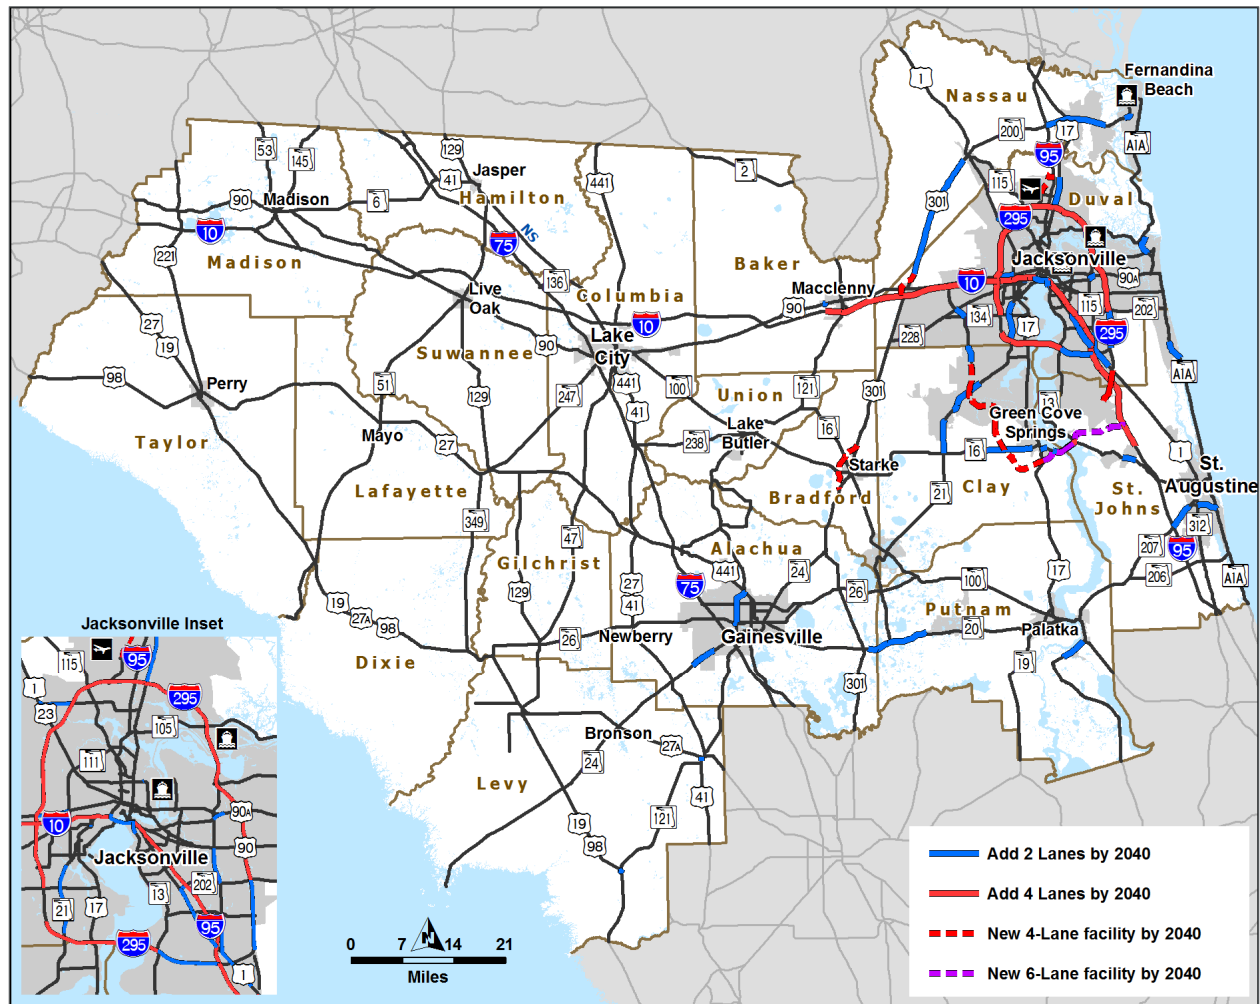 Fernandina
Beach
1
Nassau
200
17
A1A
95
53
145
129
41
Jasper
441
2
115
Duval
90
Madison
6
Hamilton
301
295
10
NS
75
221
Madison
Baker
Jacksonville
136
Macclenny
10
90A
Live
Oak
Columbia
90
134
115
202
27
19
10
17
295
Lake
City
228
90
Suwannee
A1A
98
Perry
51
441
100
121
301
129
247
Union
13
41
Green Cove
Springs
Taylor
Mayo
27
238
Lake
Butler
16
Starke
16
1
St.
Augustine
Lafayette
Bradford
21
Clay
St.
Johns
349
312
47
Alachua
207
95
Gilchrist
441
24
17
206
A1A
129
27
75
26
100
19
27A
98
41
Putnam
Jacksonville Inset
26
Newberry
Gainesville
20
Palatka
95
115
Dixie
19
1
295
301
23
105
Bronson
27A
111
24
Levy
41
10
90A
121
19
90
98
Jacksonville
Add 2 Lanes by 2040
202
13
Add 4 Lanes by 2040
21
17
95
New 4-Lane facility by 2040
295
N
0 7 14 21
1
Miles
New 6-Lane facility by 2040